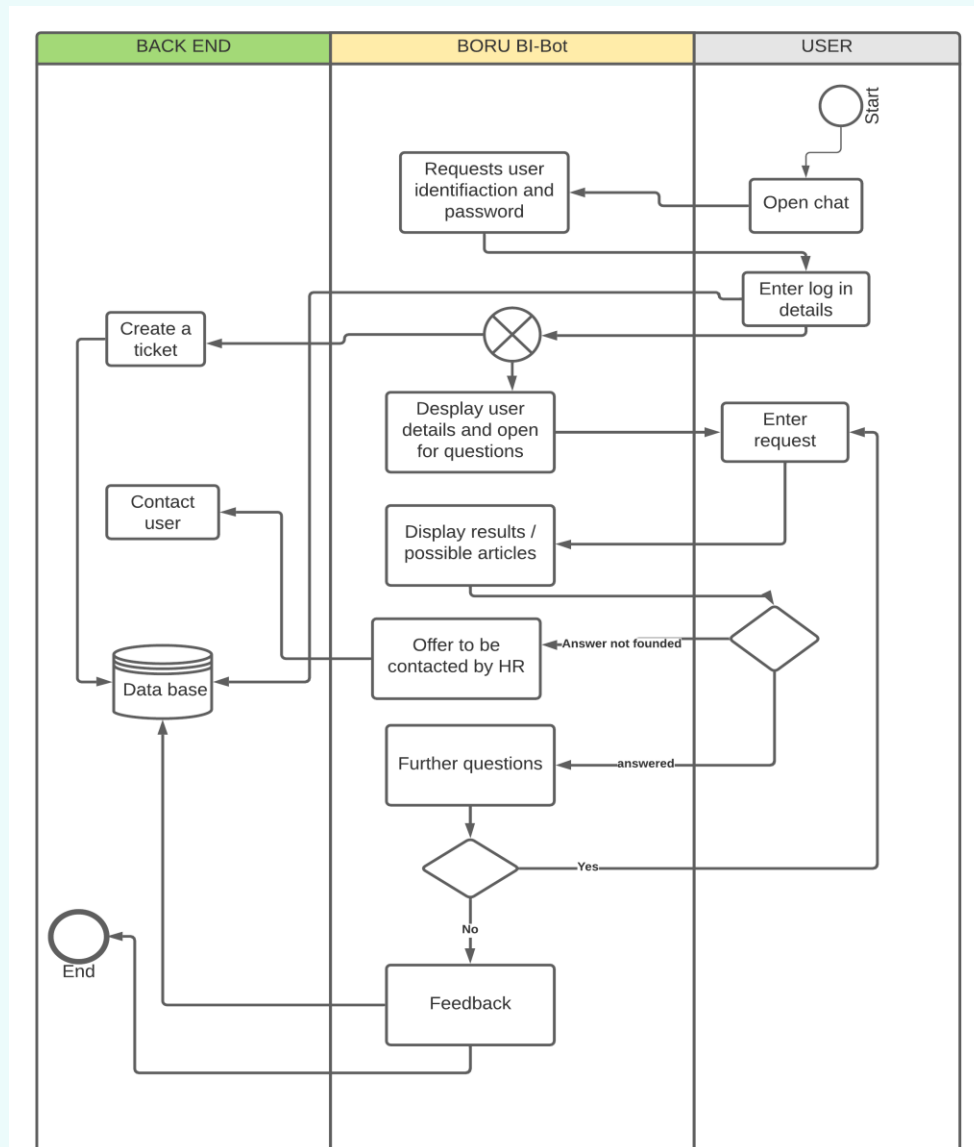 BACK END
BORU BI-Bot
USER
Start
Requests user
identifiaction and
password
Open chat
Enter log in
details
Create a
ticket
Desplay user
details and open
for questions
Enter
request
Contact
user
Display results /
possible articles
Answer not founded
Offer to be
contacted by HR
Data base
answered
Further questions
Yes
No
End
Feedback